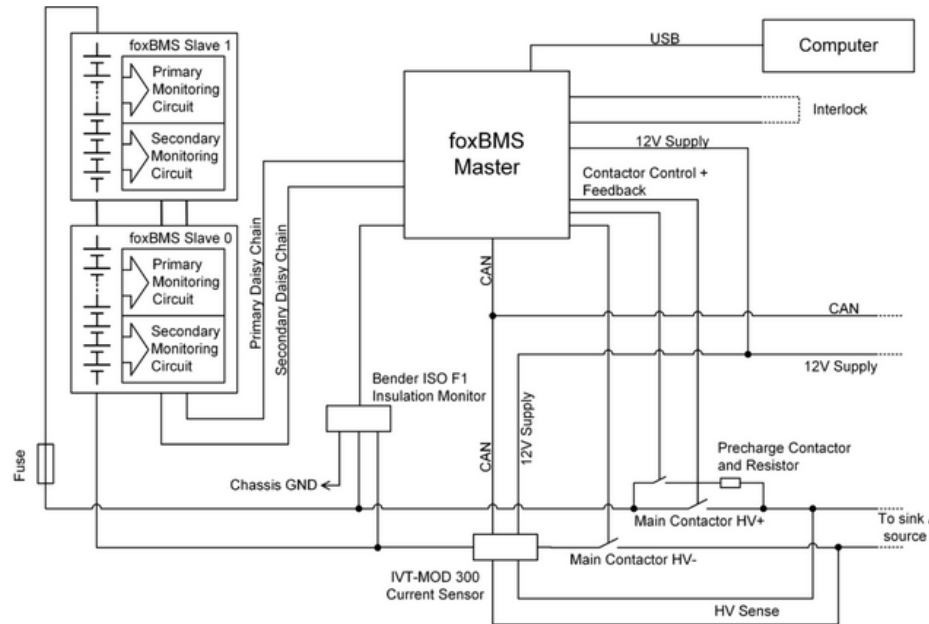 foxBMS Slave 1
Primary
Monitoring
Circuit
Secondary
Monitoring
Circuit
foxBMS Slave 0
Primary
Monitoring
Circuit
Secondary
Monitoring
Circuit
Fuse
Primary Daisy Chain
Secondary Daisy Chain
foxBMS
Master
USB
Computer
Interlock
12V Supply
Contactor Control +
Feedback
CAN
CAN
12V Supply
Bender ISO F1
Insulation Monitor
Chassis GND
CAN
12V Supply
Precharge Contactor
and Resistor
Main Contactor HV+
To sink /
source
Main Contactor HV-
IVT-MOD 300
Current Sensor
HV Sense